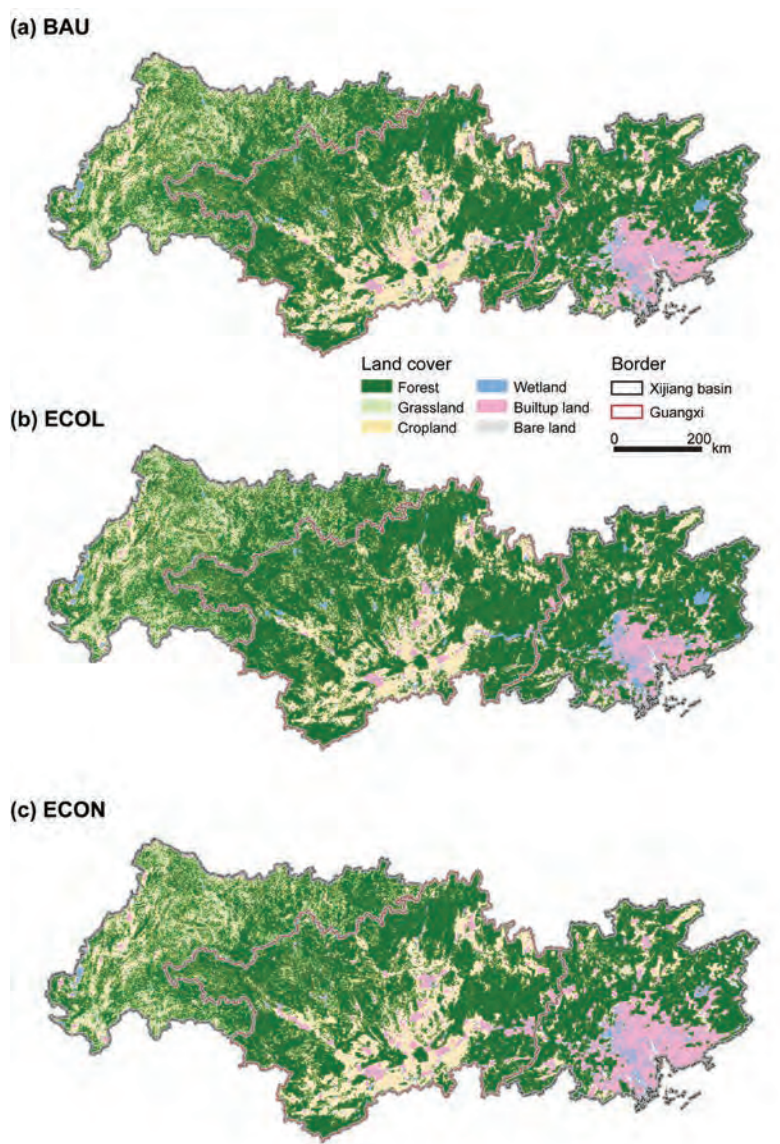 (a) BAU
Land cover
Border
Forest
Wetland
Xijiang basin
Grassland
Builtup land
Guangxi
Cropland
Bare land
0 200
km
(b) ECOL
(c) ECON